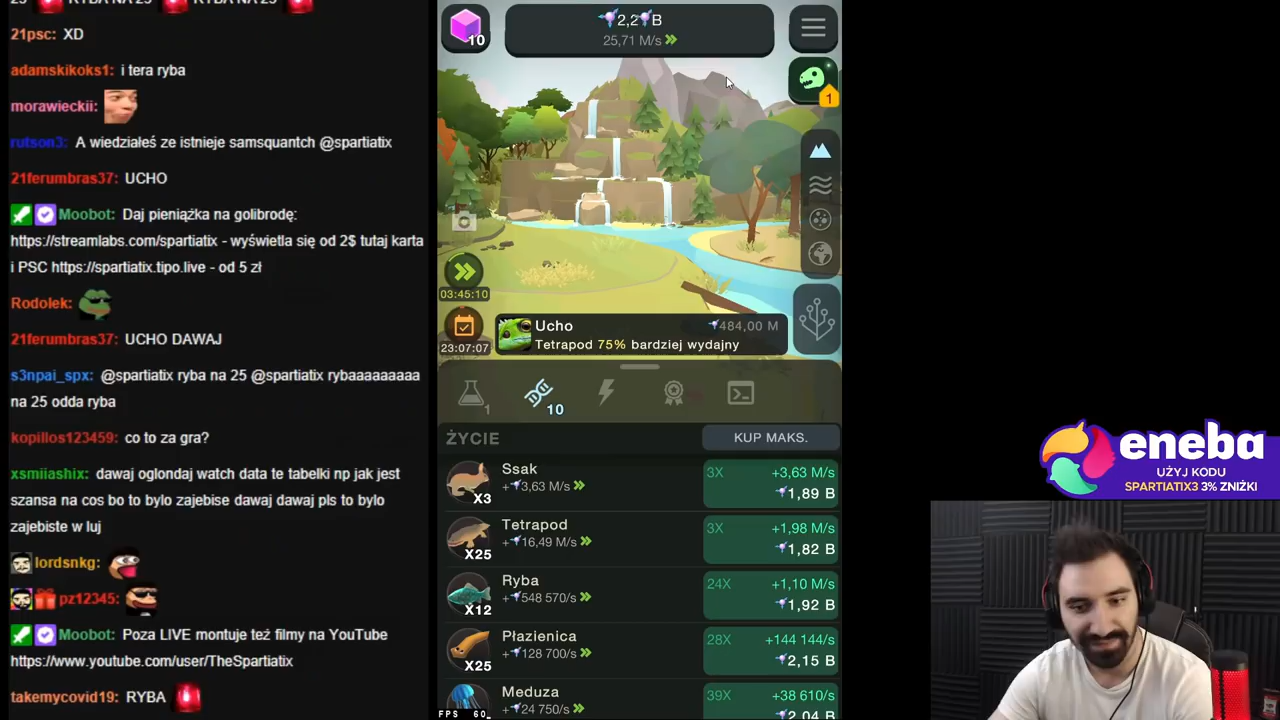 21psc: XD
adamskikoks1: i tera ryba
morawieckii:
rutson3: A wiedziałeś ze istnieje samsquantch @spartiatix
21ferumbras37: UCHO
Moobot: Daj pieniążka na golibrodę:
https://streamlabs.com/spartiatix - wyświetla się od 2$ tutaj karta
i PSC https://spartiatix.tipo.live - od 5 zł
Rodolek:
21ferumbras37: UCHO DAWAJ
s3npai_spx: @spartiatix ryba na 25 @spartiatix rybaaaaaaaa
na 25 odda ryba
kopillos123459: co to za gra?
xsmiiashix: dawaj oglondaj watch data te tabelki np jak jest
szansa na cos bo to bylo zajebise dawaj dawaj pls to bylo
zajebiste w luj
lordsnkg:
pz12345:
Moobot: Poza LIVE montuje też filmy na YouTube
https://www.youtube.com/user/TheSpartiatix
takemycovid19: RYBA
10
25,71 M/s
1
03:45:10
23:07:07
Ucho
484,00 M
Tetrapod 75% bardziej wydajny
1
10
ŻYCIE
KUP MAKS.
Ssak
X3
+3,63 M/s
3X
+3,63 M/s
1,89 B
Tetrapod
X25
+16,49 M/s
3X
+1,98 M/s
1,82 B
Ryba
X12
+548 570/s
24X
+1,10 M/s
1,92 B
Płazienica
X25
+128 700/s
28X
+144 144/s
2,15 B
Meduza
+24 750/s
39X
+38 610/s
2,04 B
FPS 60
eneba
UŻYJ KODU
SPARTIATIX3 3% ZNIŻKI